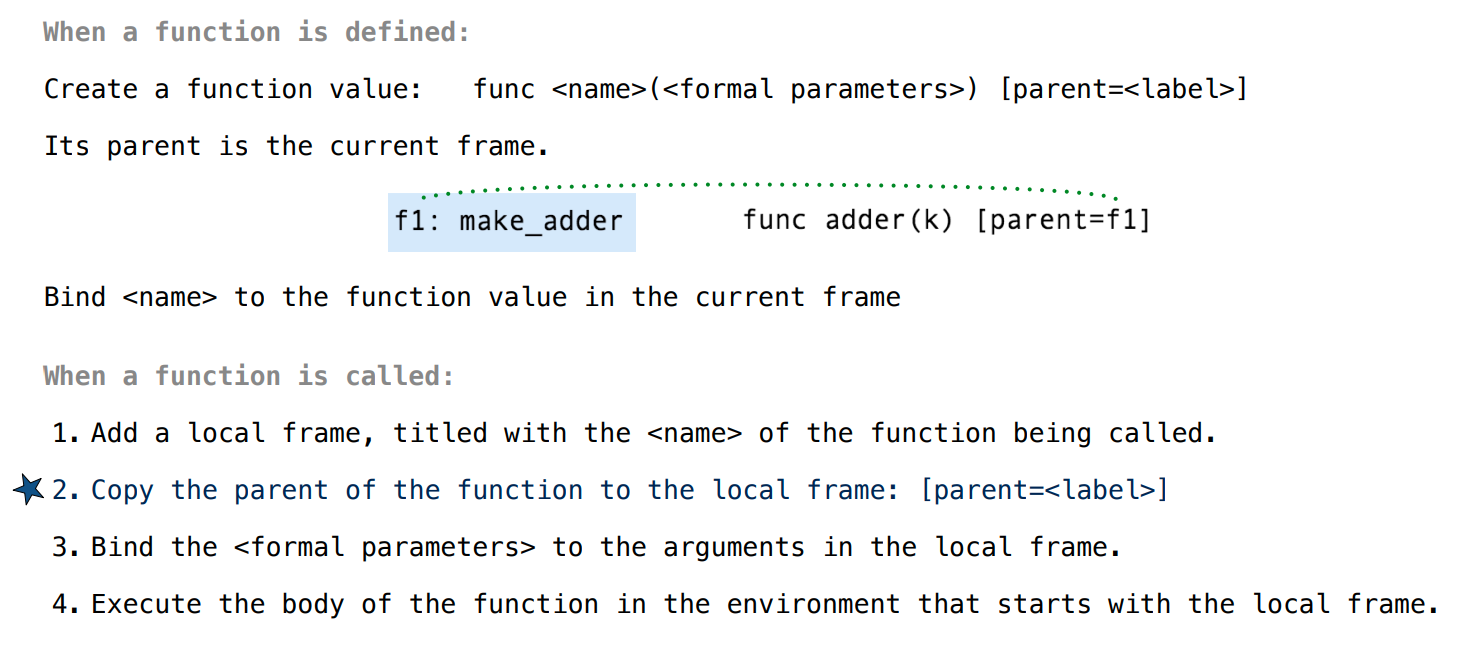 When a function is defined:
Create a function value:   func <name>(<formal parameters>) [parent=<label>]
Its parent is the current frame.
f1: make_adder   func adder(k) [parent=f1]
Bind <name> to the function value in the current frame
When a function is called:
1. Add a local frame, titled with the <name> of the function being called.
2. Copy the parent of the function to the local frame: [parent=<label>]
3. Bind the <formal parameters> to the arguments in the local frame.
4. Execute the body of the function in the environment that starts with the local frame.